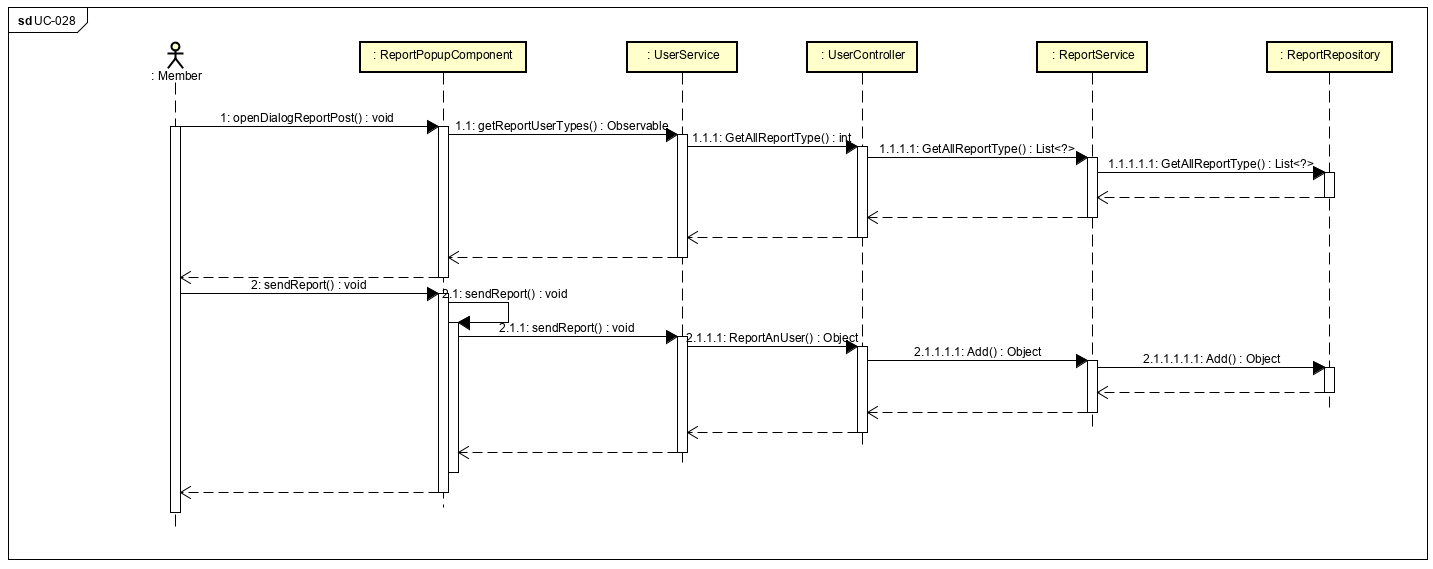 sd UC-028
: Member
: ReportPopupComponent
: UserService
: UserController
: ReportService
: ReportRepository
1: openDialogReportPost() : void
1.1: getReportUserTypes() : Observable
1.1.1: GetAllReportType() : int
1.1.1.1: GetAllReportType() : List<?>
1.1.1.1.1: GetAllReportType() : List<?>
2: sendReport() : void
2.1: sendReport() : void
2.1.1: sendReport() : void
2.1.1.1: ReportAnUser() : Object
2.1.1.1.1: Add() : Object
2.1.1.1.1.1: Add() : Object